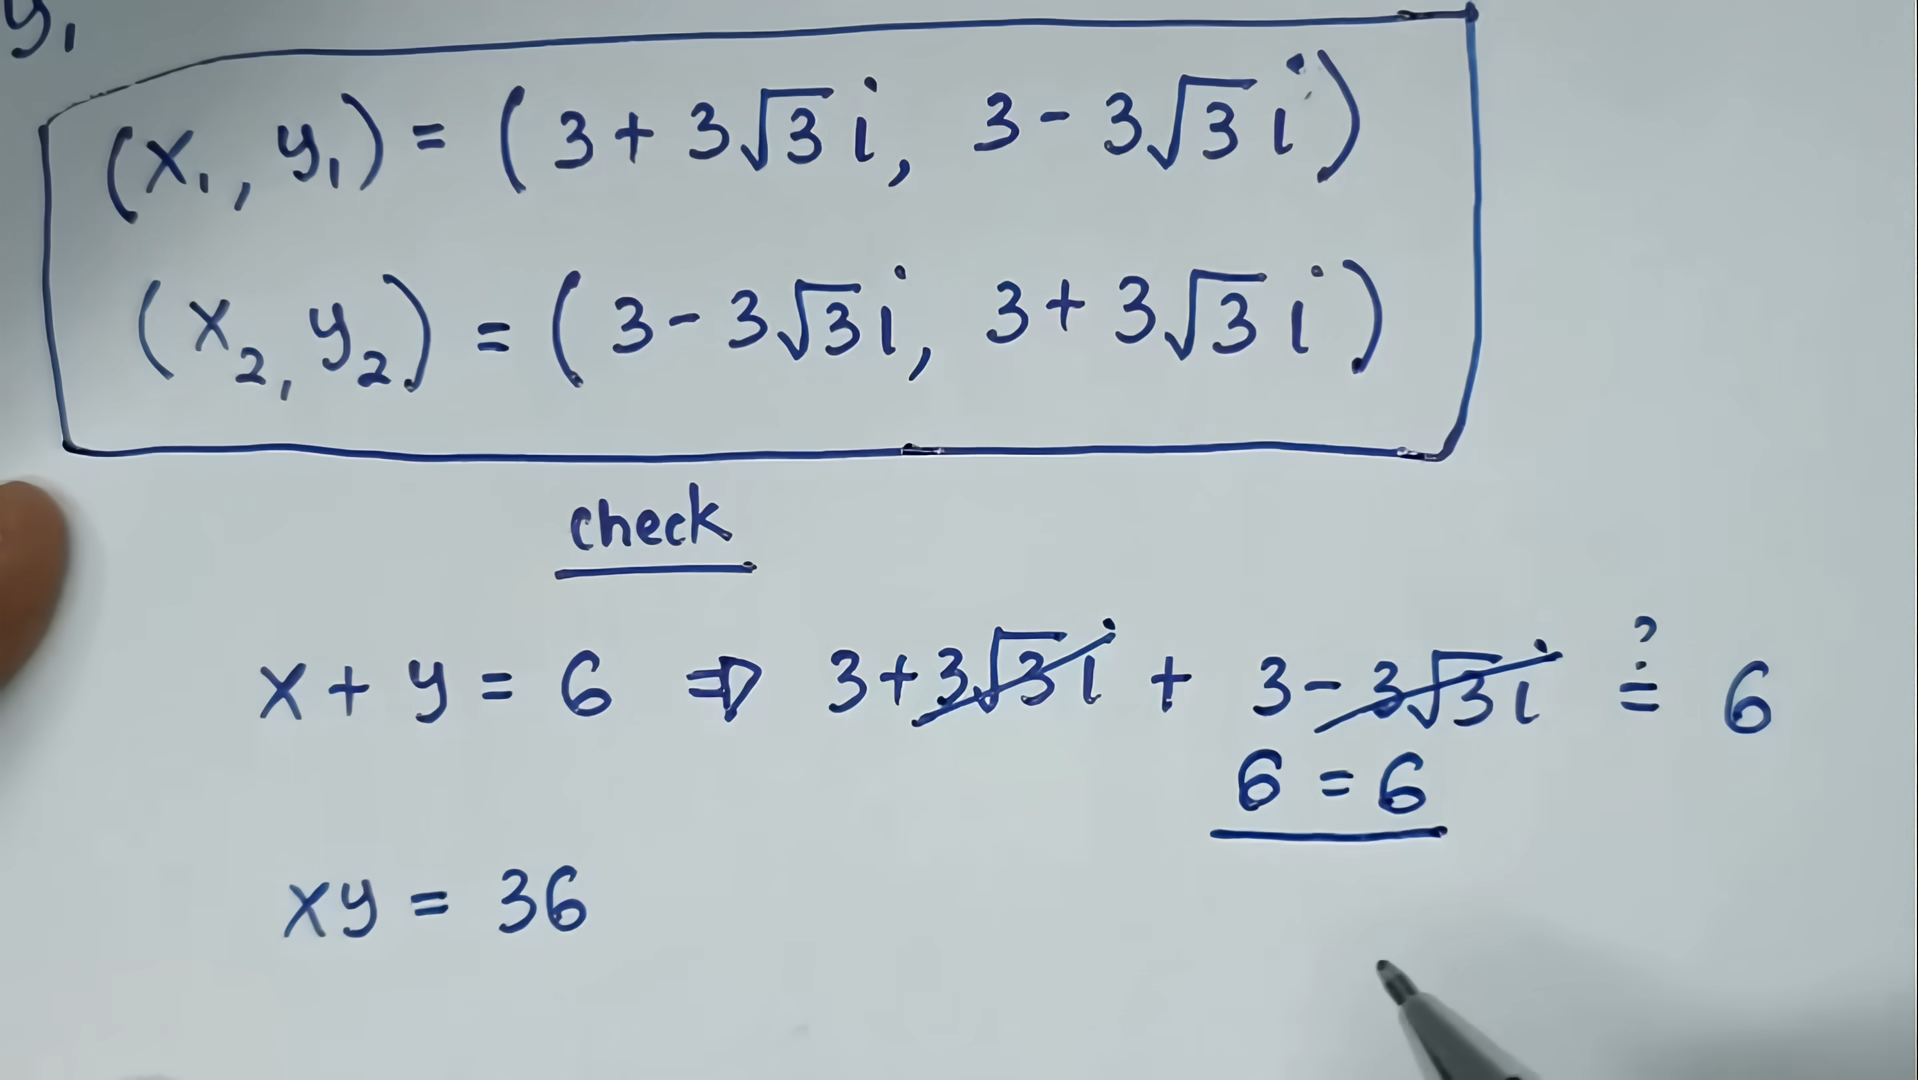 y₁
(x₁, y₁) = (3 + 3√3 i, 3 - 3√3 i)
(x₂, y₂) = (3 - 3√3 i, 3 + 3√3 i)
check
x + y = 6 ⇒ 3 + 3√3 i + 3 - 3√3 i ≟ 6
6 = 6
xy = 36